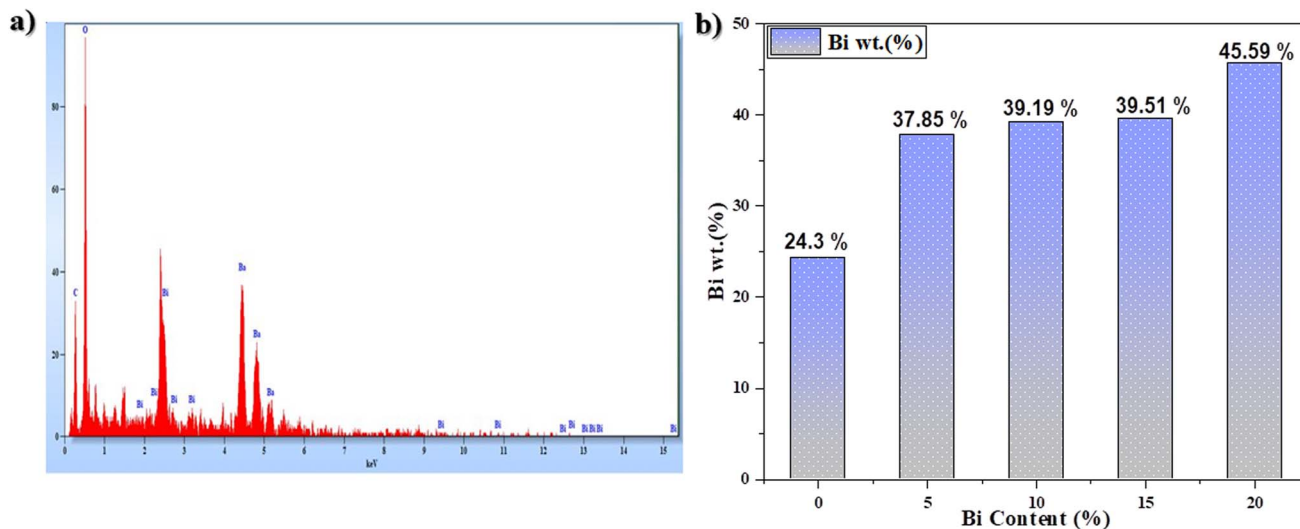 a)
O
C
Bi
Bi
Bi
Bi
Bi
Ba
Ba
Ba
Bi
Bi
Bi
Bi
Bi
Bi
Bi
Bi
80
60
40
20
0
0 1 2 3 4 5 6 7 8 9 10 11 12 13 14 15
keV
b)
Bi wt.(%)
24.3 %
37.85 %
39.19 %
39.51 %
45.59 %
Bi wt.(%)
50
40
30
20
10
0
0 5 10 15 20
Bi Content (%)